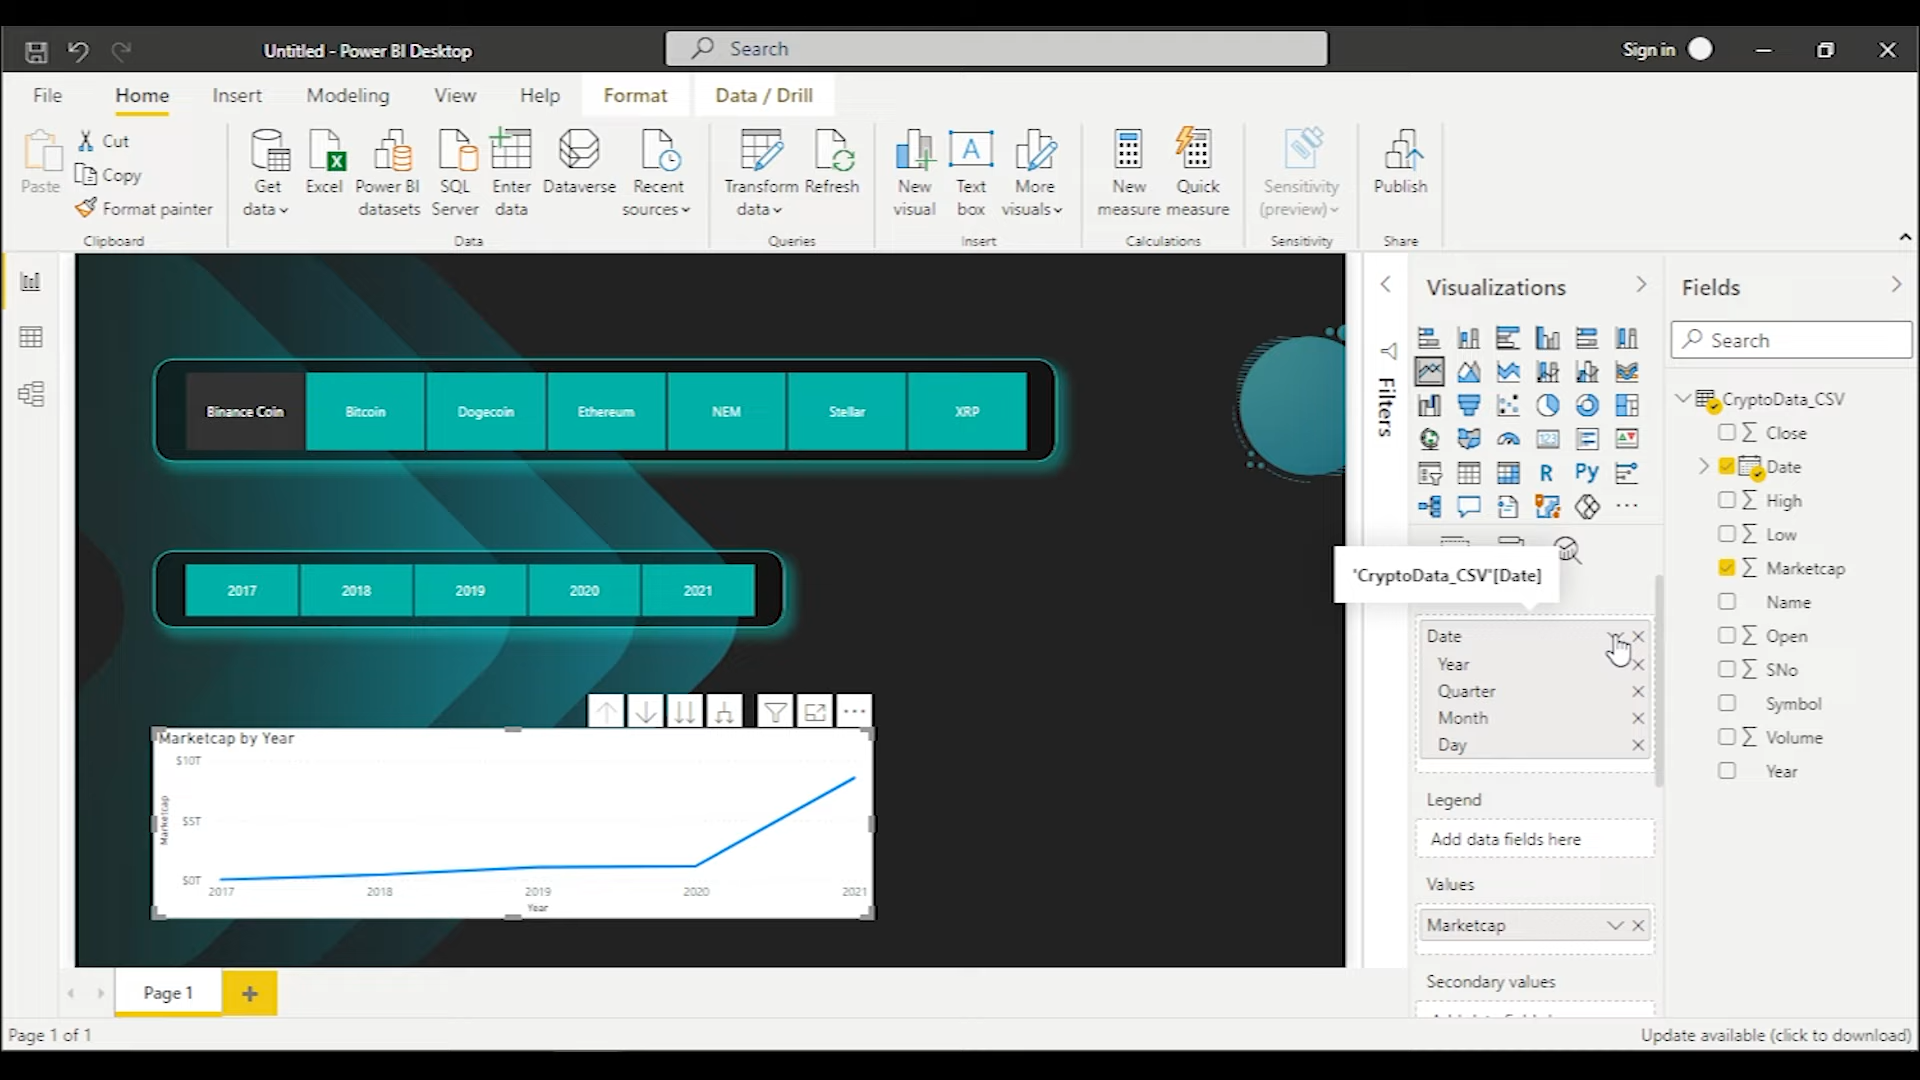 Untitled - Power BI Desktop
Search
Sign in
File
Home
Insert
Modeling
View
Help
Format
Data / Drill
Paste
Cut
Copy
Format painter
Clipboard
Get data
Excel
Power BI datasets
SQL Server
Enter data
Dataverse
Recent sources
Data
Transform data
Refresh
Queries
New visual
A
Text box
More visuals
Insert
New measure
Quick measure
Calculations
Sensitivity (preview)
Sensitivity
Publish
Share
Binance Coin
Bitcoin
Dogecoin
Ethereum
NEM
Stellar
XRP
2017
2018
2019
2020
2021
Marketcap by Year
$10T
$5T
$0T
Marketcap
2017
2018
2019
2020
2021
Year
Filters
Visualizations
123
R
Py
'CryptoData_CSV'[Date]
Date
Year
Quarter
Month
Day
Legend
Add data fields here
Values
Marketcap
Secondary values
Fields
Search
CryptoData_CSV
Close
Date
High
Low
Marketcap
Name
Open
SNo
Symbol
Volume
Year
Page 1
Page 1 of 1
Update available (click to download)